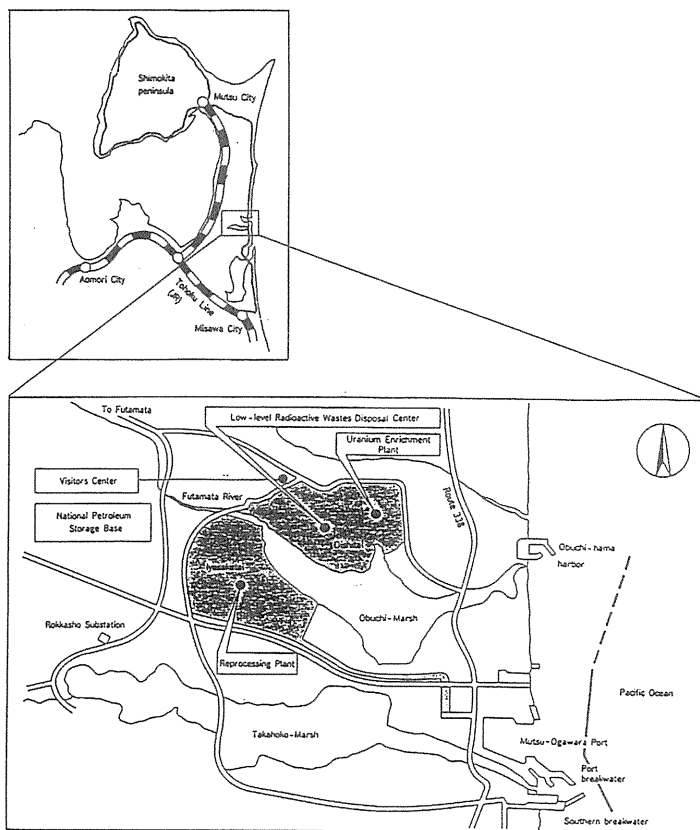 Shimokita
peninsula
Mutsu City
Aomori City
Tohoku Line
(JR)
Misawa City
To Futamata
Low-level Radioactive Wastes Disposal Center
Uranium Enrichment
Plant
Visitors Center
Futamata River
Route 338
National Petroleum
Storage Base
Oishitai
Obuchi-hama
harbor
Iyasakatai
Obuchi-Marsh
Rokkasho Substation
Reprocessing Plant
Pacific Ocean
Takahoko-Marsh
Mutsu-Ogawara Port
Port
breakwater
Southern breakwater